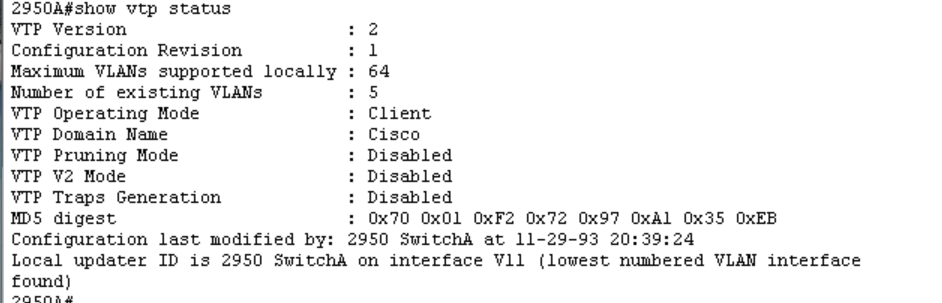 2950A#show vtp status
VTP Version : 2
Configuration Revision : 1
Maximum VLANs supported locally : 64
Number of existing VLANs : 5
VTP Operating Mode : Client
VTP Domain Name : Cisco
VTP Pruning Mode : Disabled
VTP V2 Mode : Disabled
VTP Traps Generation : Disabled
MD5 digest : 0x70 0x01 0xF2 0x72 0x97 0xA1 0x35 0xEB
Configuration last modified by: 2950 SwitchA at 11-29-93 20:39:24
Local updater ID is 2950 SwitchA on interface Vl1 (lowest numbered VLAN interface
found)
2950A#